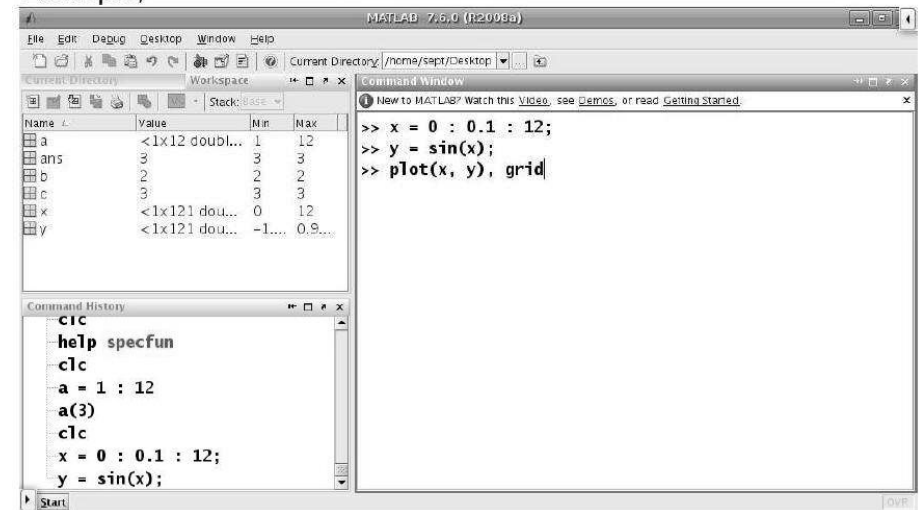 MATLAB 7.6.0 (R2008a)
File Edit Debug Desktop Window Help
Current Directory: /home/sept/Desktop
Current Directory Workspace
Stack: Base
Name Value Min Max
a <1x12 doubl... 1 12
ans 3 3 3
b 2 2 2
c 3 3 3
x <1x121 dou... 0 12
y <1x121 dou... -1.... 0.9...
Command History
clc
help specfun
clc
a = 1 : 12
a(3)
clc
x = 0 : 0.1 : 12;
y = sin(x);
Command Window
New to MATLAB? Watch this Video, see Demos, or read Getting Started.
>> x = 0 : 0.1 : 12;
>> y = sin(x);
>> plot(x, y), grid
Start
OVR